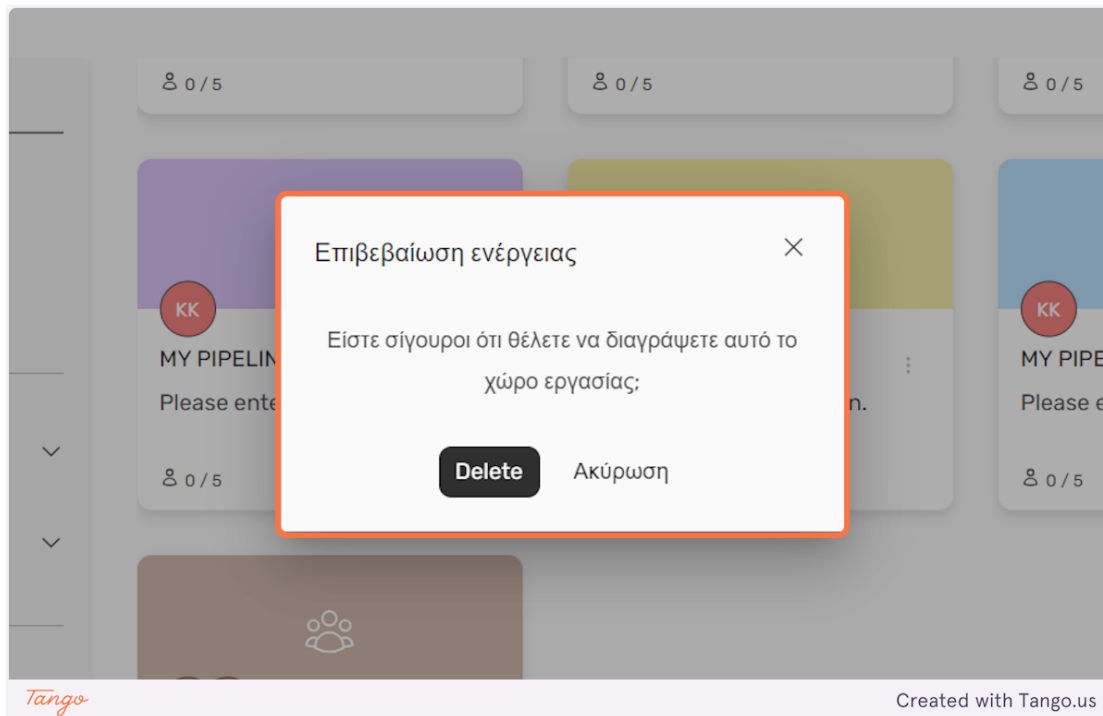 0 / 5
0 / 5
0 / 5
Επιβεβαίωση ενέργειας
KK
KK
Είστε σίγουροι ότι θέλετε να διαγράψετε αυτό το
χώρο εργασίας;
MY PIPELIN
MY PIPE
Please ente
n.
Please e
Delete
Ακύρωση
0 / 5
0 / 5
Tango
Created with Tango.us